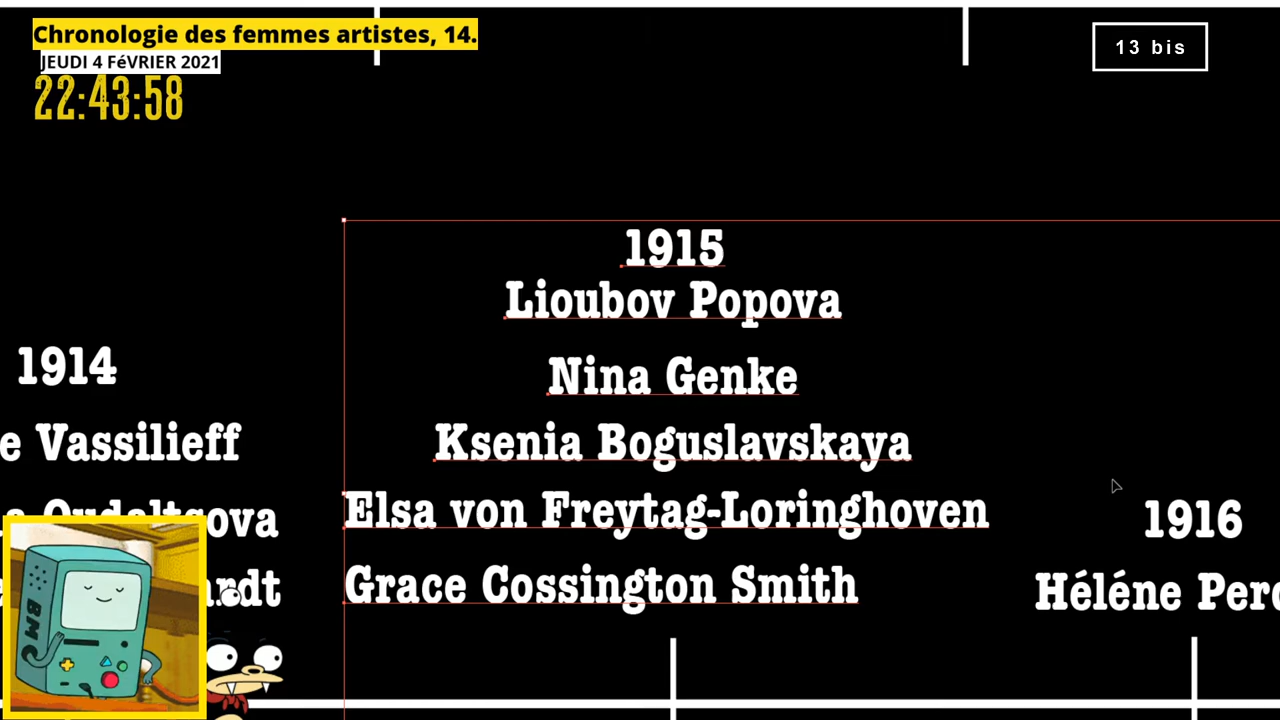 Chronologie des femmes artistes, 14.
JEUDI 4 FéVRIER 2021
22:43:58
13 bis
1915
Lioubov Popova
Nina Genke
Ksenia Boguslavskaya
Elsa von Freytag-Loringhoven
Grace Cossington Smith
1914
e Vassilieff
1916
Héléne
BM